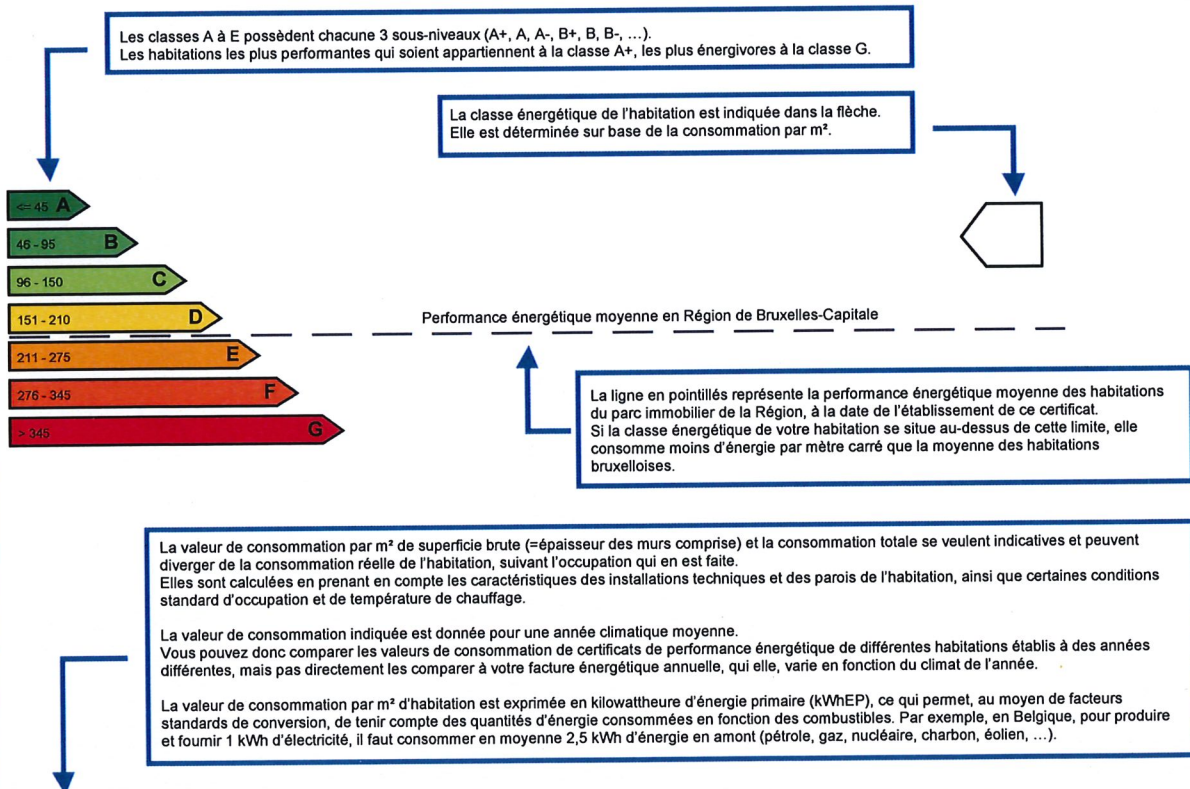 Les classes A à E possèdent chacune 3 sous-niveaux (A+, A, A-, B+, B, B-, …).
Les habitations les plus performantes qui soient appartiennent à la classe A+, les plus énergivores à la classe G.
La classe énergétique de l'habitation est indiquée dans la flèche.
Elle est déterminée sur base de la consommation par m².
<= 45 A
46 - 95 B
96 - 150 C
151 - 210 D
Performance énergétique moyenne en Région de Bruxelles-Capitale
211 - 275 E
276 - 345 F
> 345 G
La ligne en pointillés représente la performance énergétique moyenne des habitations
du parc immobilier de la Région, à la date de l'établissement de ce certificat.
Si la classe énergétique de votre habitation se situe au-dessus de cette limite, elle
consomme moins d'énergie par mètre carré que la moyenne des habitations
bruxelloises.
La valeur de consommation par m² de superficie brute (=épaisseur des murs comprise) et la consommation totale se veulent indicatives et peuvent
diverger de la consommation réelle de l'habitation, suivant l'occupation qui en est faite.
Elles sont calculées en prenant en compte les caractéristiques des installations techniques et des parois de l'habitation, ainsi que certaines conditions
standard d'occupation et de température de chauffage.
La valeur de consommation indiquée est donnée pour une année climatique moyenne.
Vous pouvez donc comparer les valeurs de consommation de certificats de performance énergétique de différentes habitations établis à des années
différentes, mais pas directement les comparer à votre facture énergétique annuelle, qui elle, varie en fonction du climat de l'année.
La valeur de consommation par m² d'habitation est exprimée en kilowattheure d'énergie primaire (kWhEP), ce qui permet, au moyen de facteurs
standards de conversion, de tenir compte des quantités d'énergie consommées en fonction des combustibles. Par exemple, en Belgique, pour produire
et fournir 1 kWh d'électricité, il faut consommer en moyenne 2,5 kWh d'énergie en amont (pétrole, gaz, nucléaire, charbon, éolien, …).